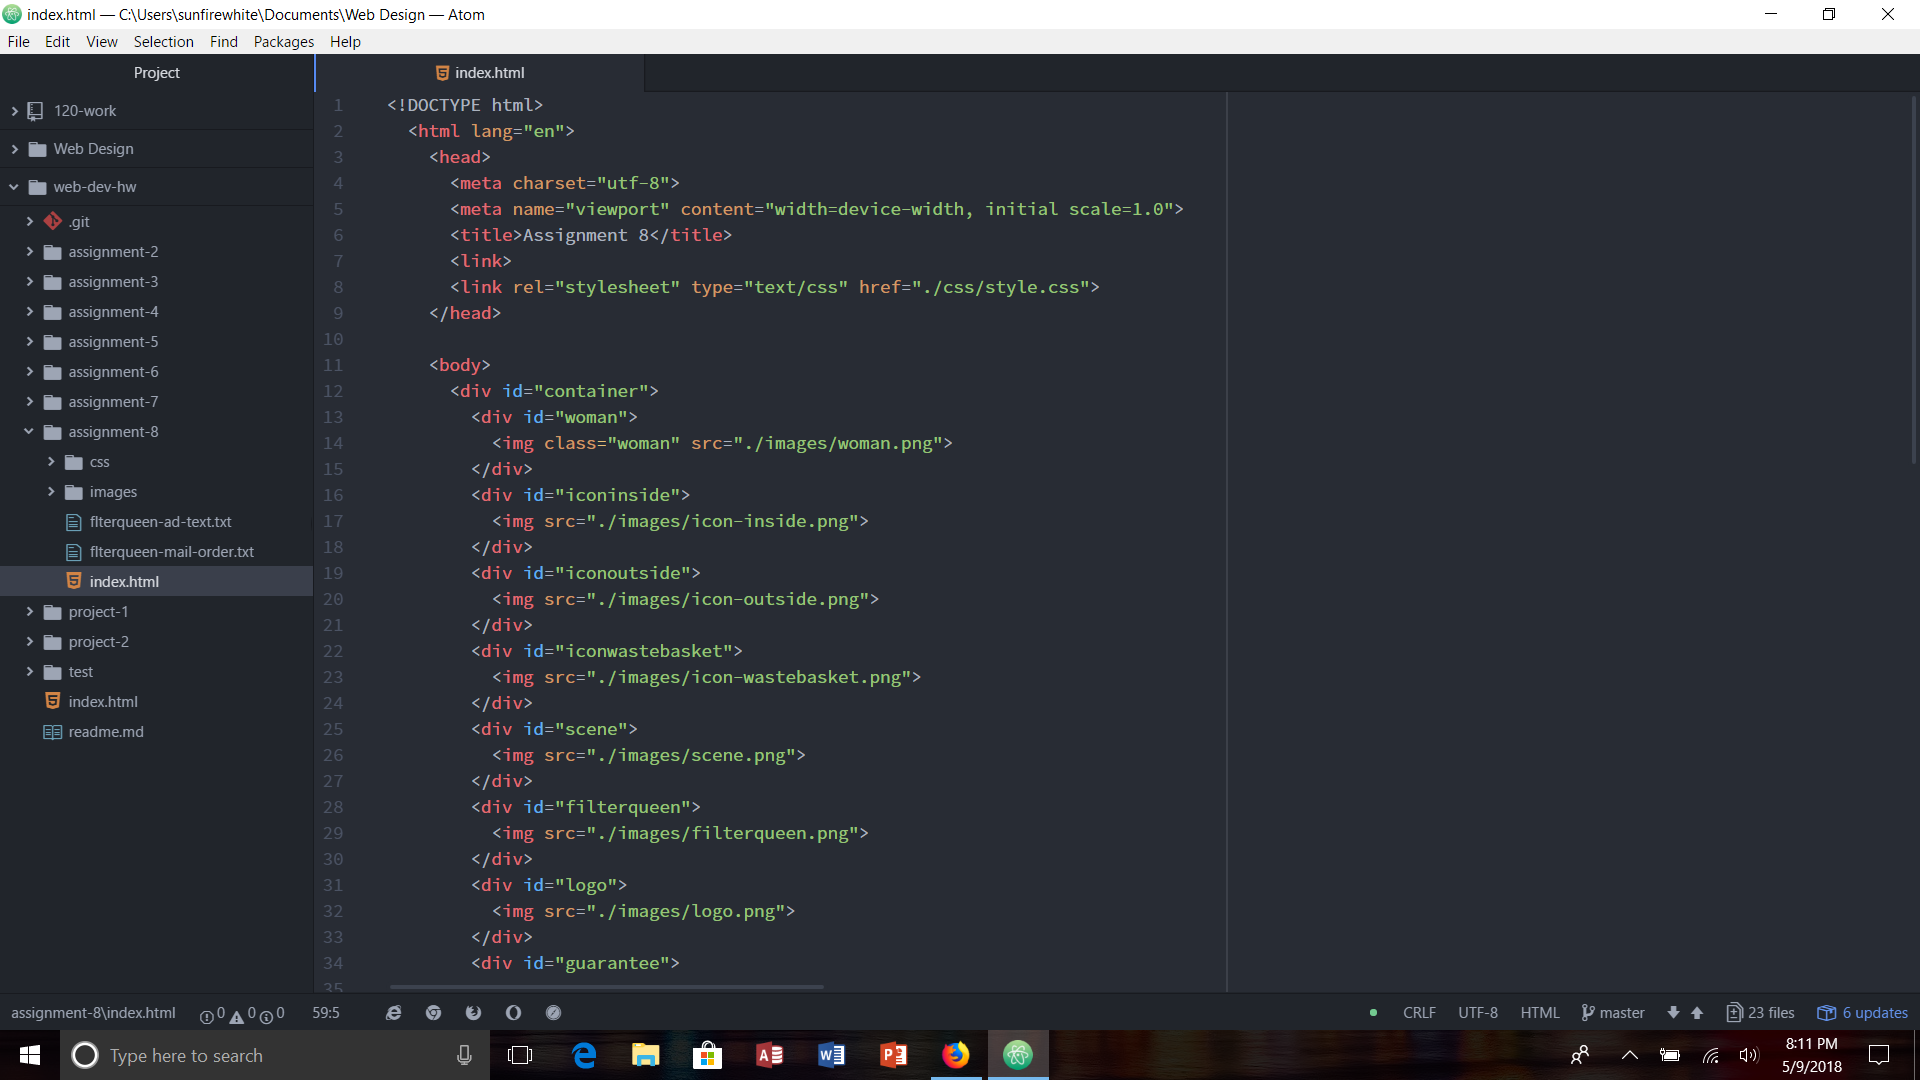 index.html — C:\Users\sunfirewhite\Documents\Web Design — Atom
File Edit View Selection Find Packages Help
Project
120-work
Web Design
web-dev-hw
.git
assignment-2
assignment-3
assignment-4
assignment-5
assignment-6
assignment-7
assignment-8
css
images
flterqueen-ad-text.txt
flterqueen-mail-order.txt
index.html
project-1
project-2
test
index.html
readme.md
index.html
1 <!DOCTYPE html>
2 <html lang="en">
3 <head>
4 <meta charset="utf-8">
5 <meta name="viewport" content="width=device-width, initial scale=1.0">
6 <title>Assignment 8</title>
7 <link>
8 <link rel="stylesheet" type="text/css" href="./css/style.css">
9 </head>
10
11 <body>
12 <div id="container">
13 <div id="woman">
14 <img class="woman" src="./images/woman.png">
15 </div>
16 <div id="iconinside">
17 <img src="./images/icon-inside.png">
18 </div>
19 <div id="iconoutside">
20 <img src="./images/icon-outside.png">
21 </div>
22 <div id="iconwastebasket">
23 <img src="./images/icon-wastebasket.png">
24 </div>
25 <div id="scene">
26 <img src="./images/scene.png">
27 </div>
28 <div id="filterqueen">
29 <img src="./images/filterqueen.png">
30 </div>
31 <div id="logo">
32 <img src="./images/logo.png">
33 </div>
34 <div id="guarantee">
35
assignment-8\index.html 0 0 0 59:5 CRLF UTF-8 HTML master 23 files 6 updates
Type here to search
8:11 PM
5/9/2018